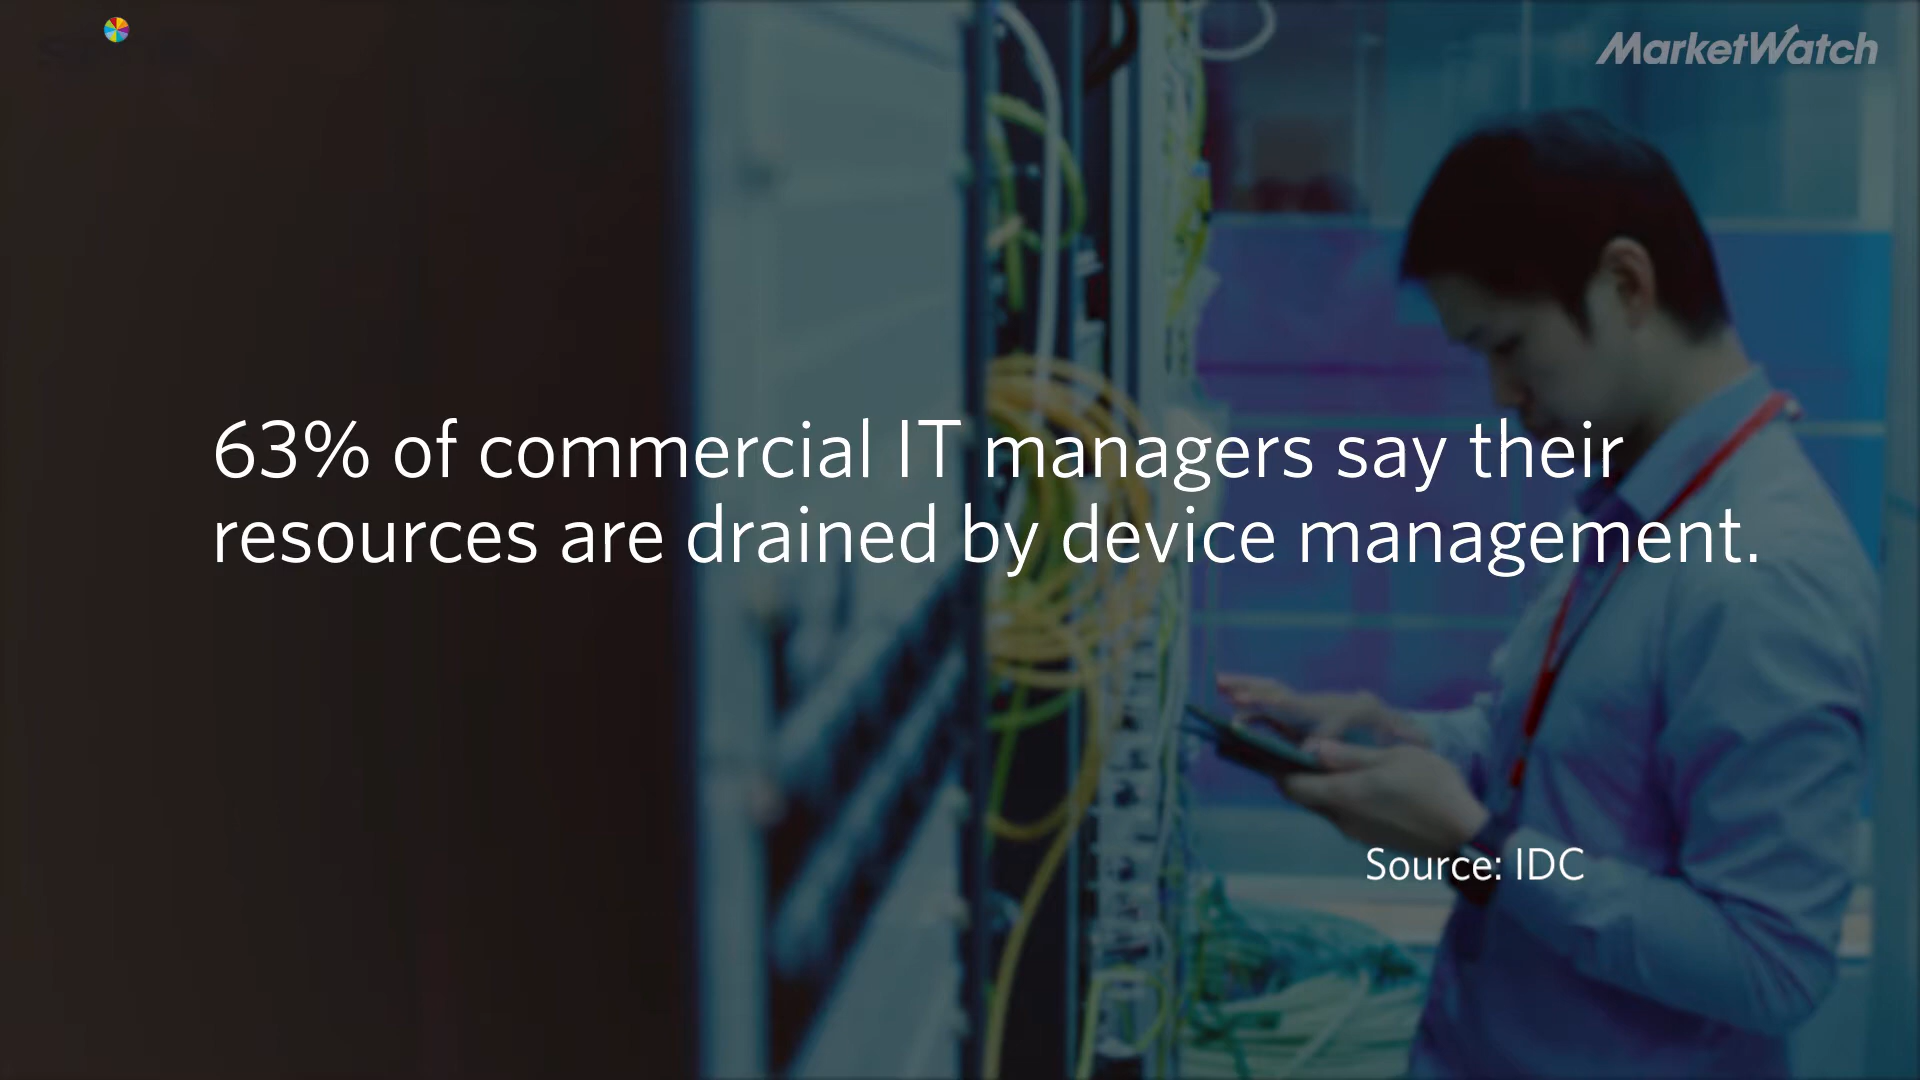 MarketWatch
63% of commercial IT managers say their
resources are drained by device management.
Source: IDC